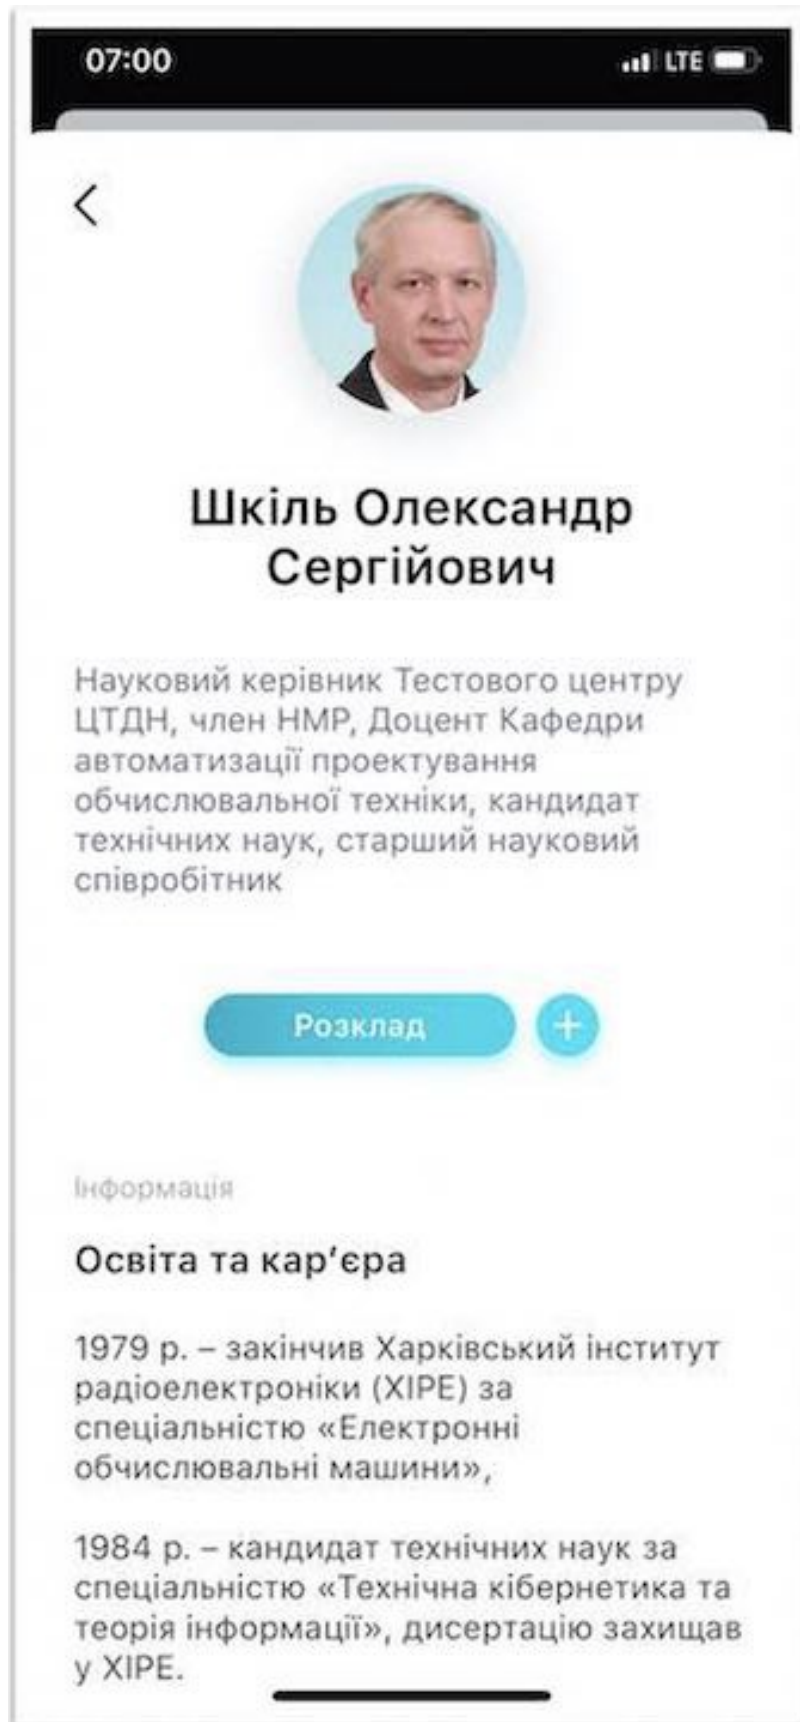 07:00
LTE
Шкіль Олександр
Сергійович
Науковий керівник Тестового центру
ЦТДН, член НМР, Доцент Кафедри
автоматизації проектування
обчислювальної техніки, кандидат
технічних наук, старший науковий
співробітник
Розклад +
Інформація
Освіта та кар’єра
1979 р. – закінчив Харківський інститут
радіоелектроніки (ХІРЕ) за
спеціальністю «Електронні
обчислювальні машини»,
1984 р. – кандидат технічних наук за
спеціальністю «Технічна кібернетика та
теорія інформації», дисертацію захищав
у ХІРЕ.